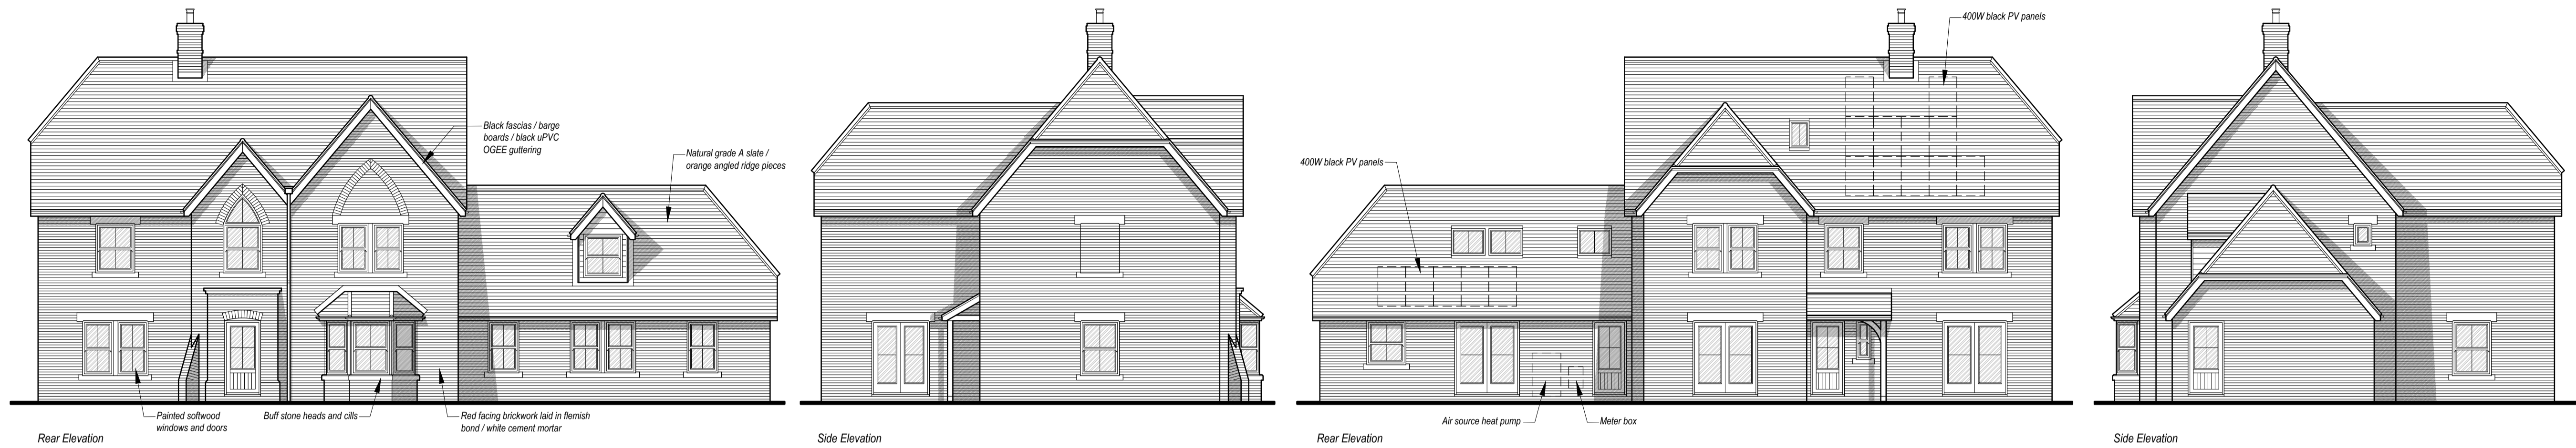 400W black PV panels
Black fascias / barge
boards / black uPVC
OGEE guttering
Natural grade A slate /
orange angled ridge pieces
400W black PV panels
Painted softwood
windows and doors
Buff stone heads and cills
Red facing brickwork laid in flemish
bond / white cement mortar
Air source heat pump
Meter box
Rear Elevation
Side Elevation
Rear Elevation
Side Elevation